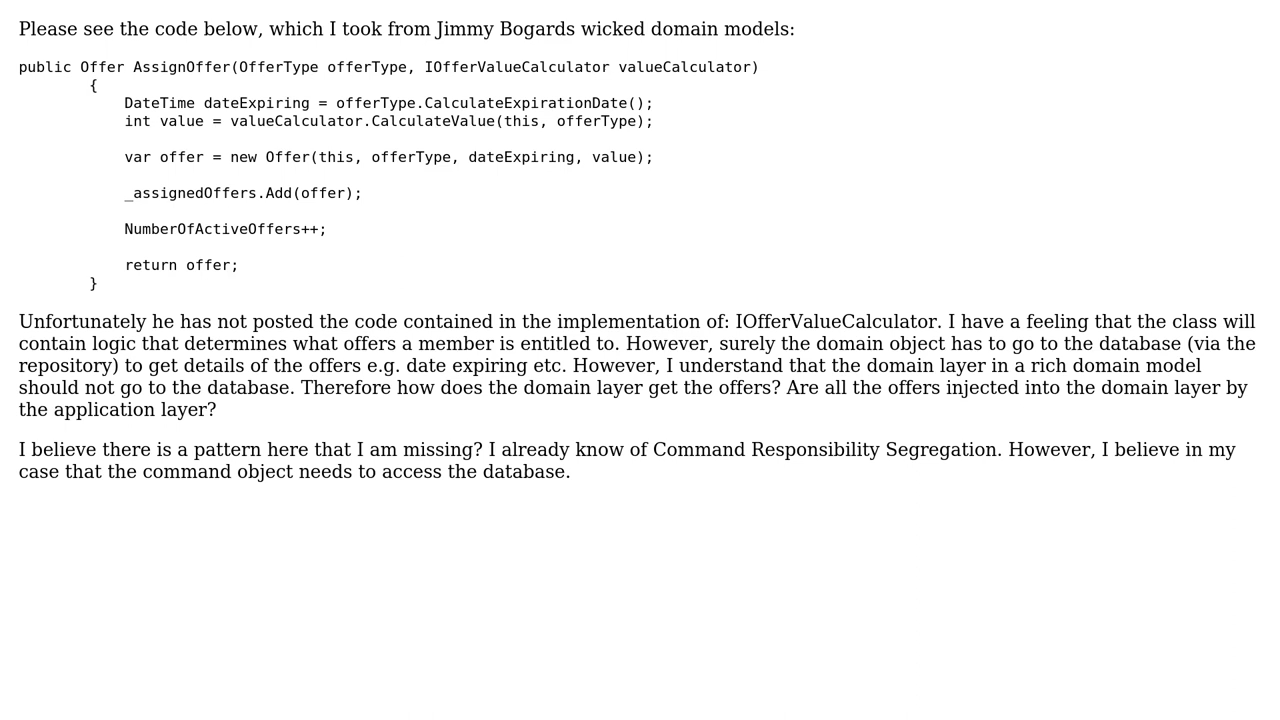 Please see the code below, which I took from Jimmy Bogards wicked domain models:
public Offer AssignOffer(OfferType offerType, IOfferValueCalculator valueCalculator)
{
DateTime dateExpiring = offerType.CalculateExpirationDate();
int value = valueCalculator.CalculateValue(this, offerType);
var offer = new Offer(this, offerType, dateExpiring, value);
_assignedOffers.Add(offer);
NumberOfActiveOffers++;
return offer;
}
Unfortunately he has not posted the code contained in the implementation of: IOfferValueCalculator. I have a feeling that the class will
contain logic that determines what offers a member is entitled to. However, surely the domain object has to go to the database (via the
repository) to get details of the offers e.g. date expiring etc. However, I understand that the domain layer in a rich domain model
should not go to the database. Therefore how does the domain layer get the offers? Are all the offers injected into the domain layer by
the application layer?
I believe there is a pattern here that I am missing? I already know of Command Responsibility Segregation. However, I believe in my
case that the command object needs to access the database.